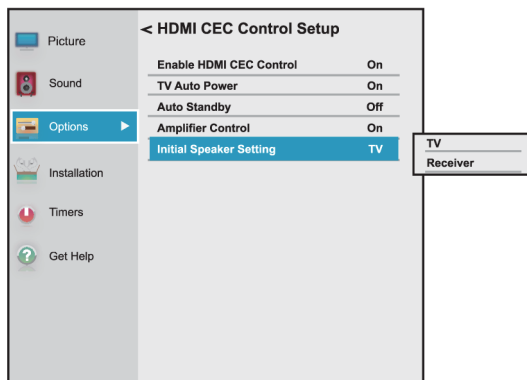 Picture
Sound
Options
Installation
Timers
Get Help
< HDMI CEC Control Setup
Enable HDMI CEC Control On
TV Auto Power On
Auto Standby Off
Amplifier Control On
Initial Speaker Setting TV
TV
Receiver